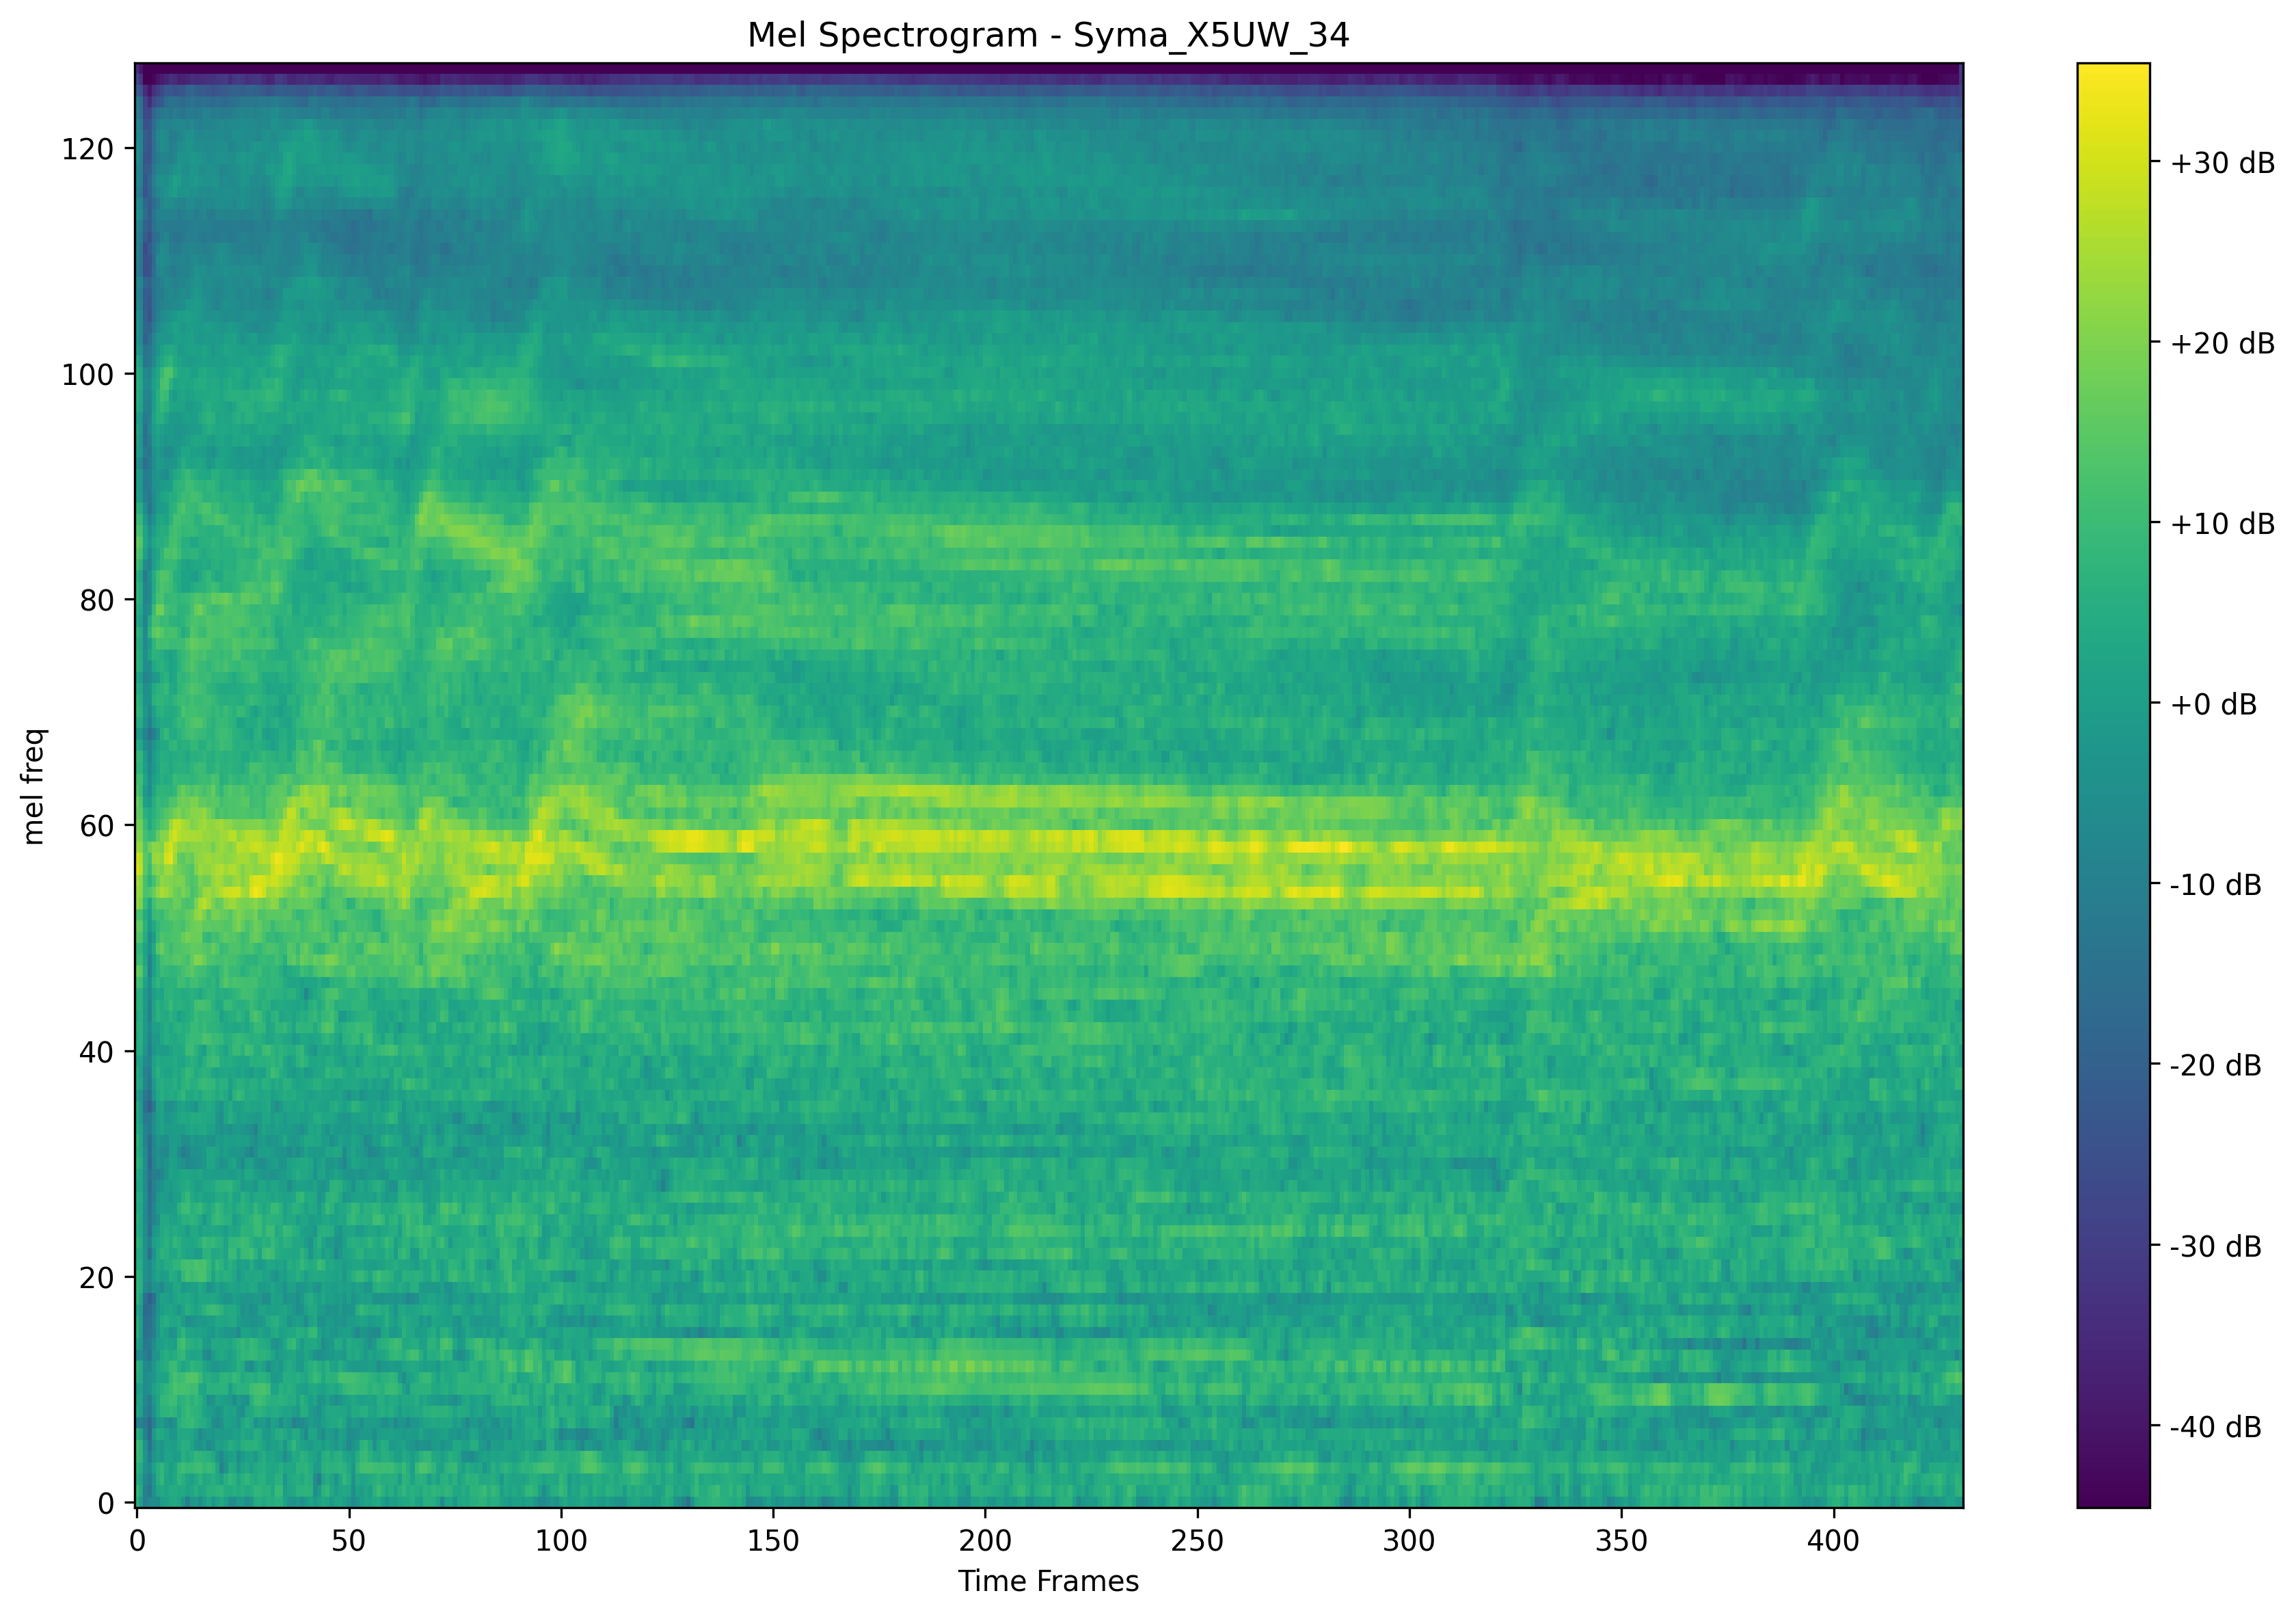 Mel Spectrogram - Syma_X5UW_34
mel freq
120
100
80
60
40
20
0
0 50 100 150 200 250 300 350 400
Time Frames
+30 dB
+20 dB
+10 dB
+0 dB
-10 dB
-20 dB
-30 dB
-40 dB